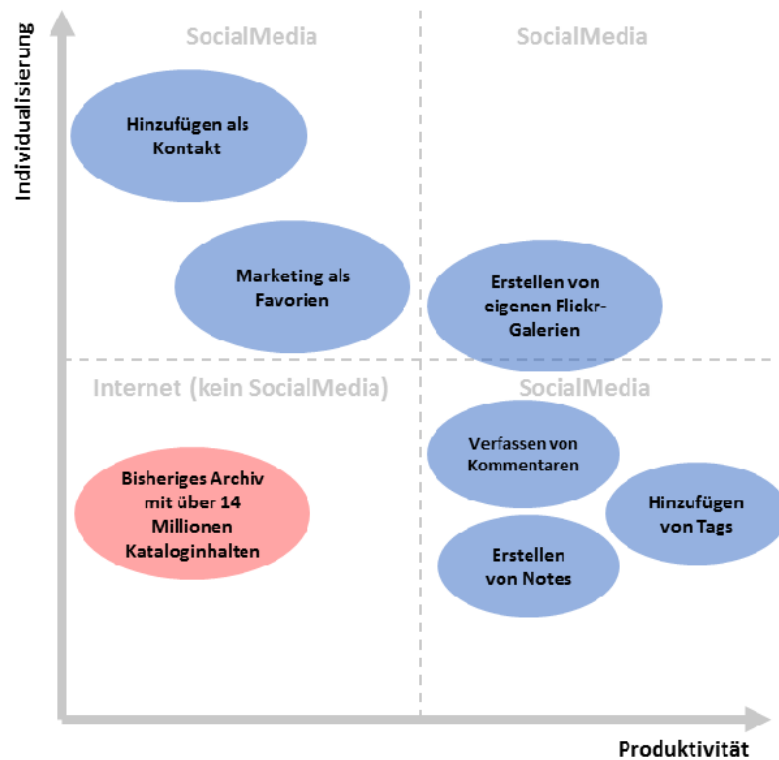 Individualisierung
SocialMedia
SocialMedia
Hinzufügen als
Kontakt
Marketing als
Favorien
Erstellen von
eigenen Flickr-
Galerien
Internet (kein SocialMedia)
SocialMedia
Bisheriges Archiv
mit über 14
Millionen
Kataloginhalten
Verfassen von
Kommentaren
Hinzufügen
von Tags
Erstellen
von Notes
Produktivität